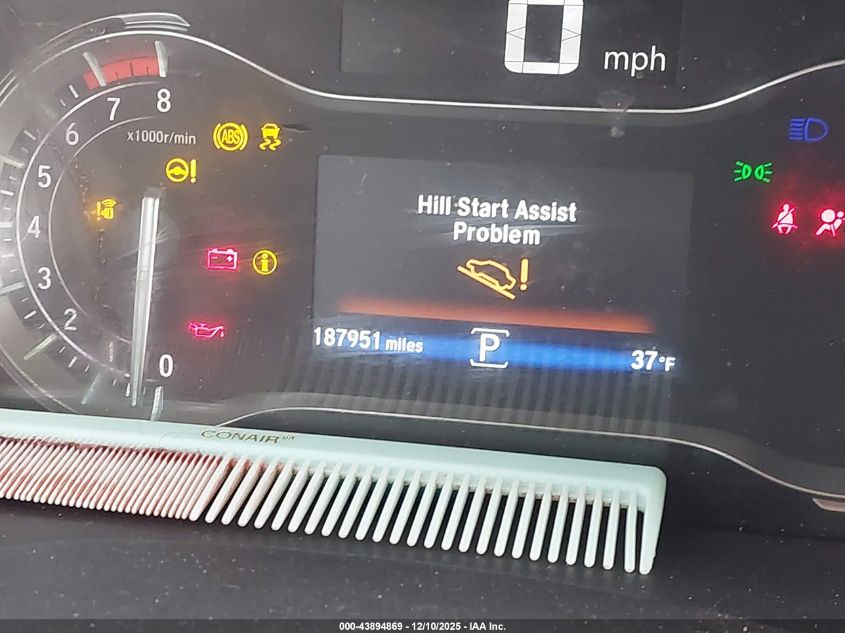 0 mph
8
7
6
x1000r/min
ABS
5
4
3
2
0
Hill Start Assist
Problem
187951 miles
P
37°F
CONAIR
000-43894869 - 12/10/2025 - IAA Inc.